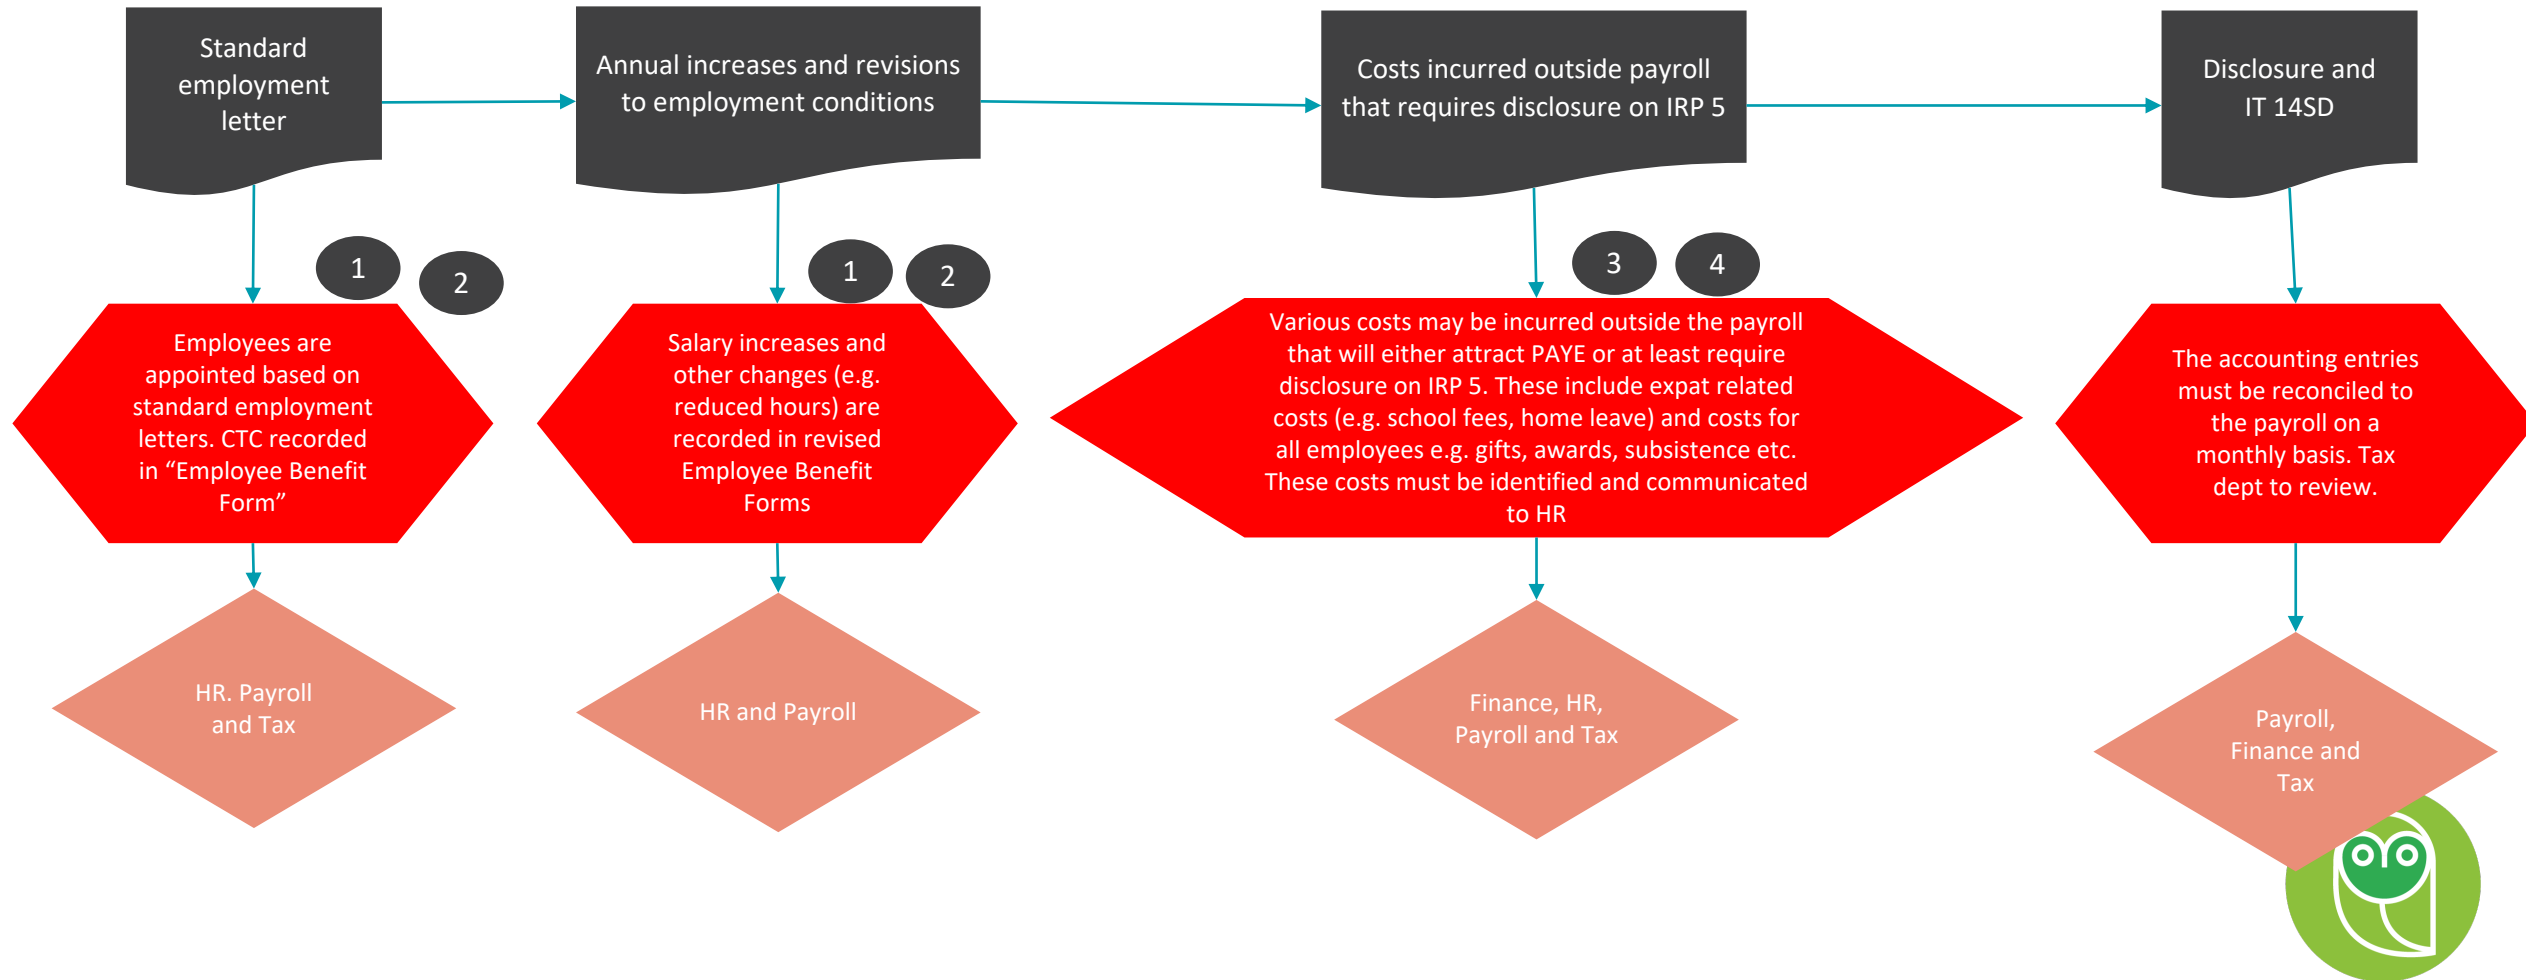 Standard
employment
letter
Annual increases and revisions
to employment conditions
Costs incurred outside payroll
that requires disclosure on IRP 5
Disclosure and
IT 14SD
1
2
1
2
3
4
Employees are
appointed based on
standard employment
letters. CTC recorded
in “Employee Benefit
Form”
Salary increases and
other changes (e.g.
reduced hours) are
recorded in revised
Employee Benefit
Forms
Various costs may be incurred outside the payroll
that will either attract PAYE or at least require
disclosure on IRP 5. These include expat related
costs (e.g. school fees, home leave) and costs for
all employees e.g. gifts, awards, subsistence etc.
These costs must be identified and communicated
to HR
The accounting entries
must be reconciled to
the payroll on a
monthly basis. Tax
dept to review.
HR. Payroll
and Tax
HR and Payroll
Finance, HR,
Payroll and Tax
Payroll,
Finance and
Tax